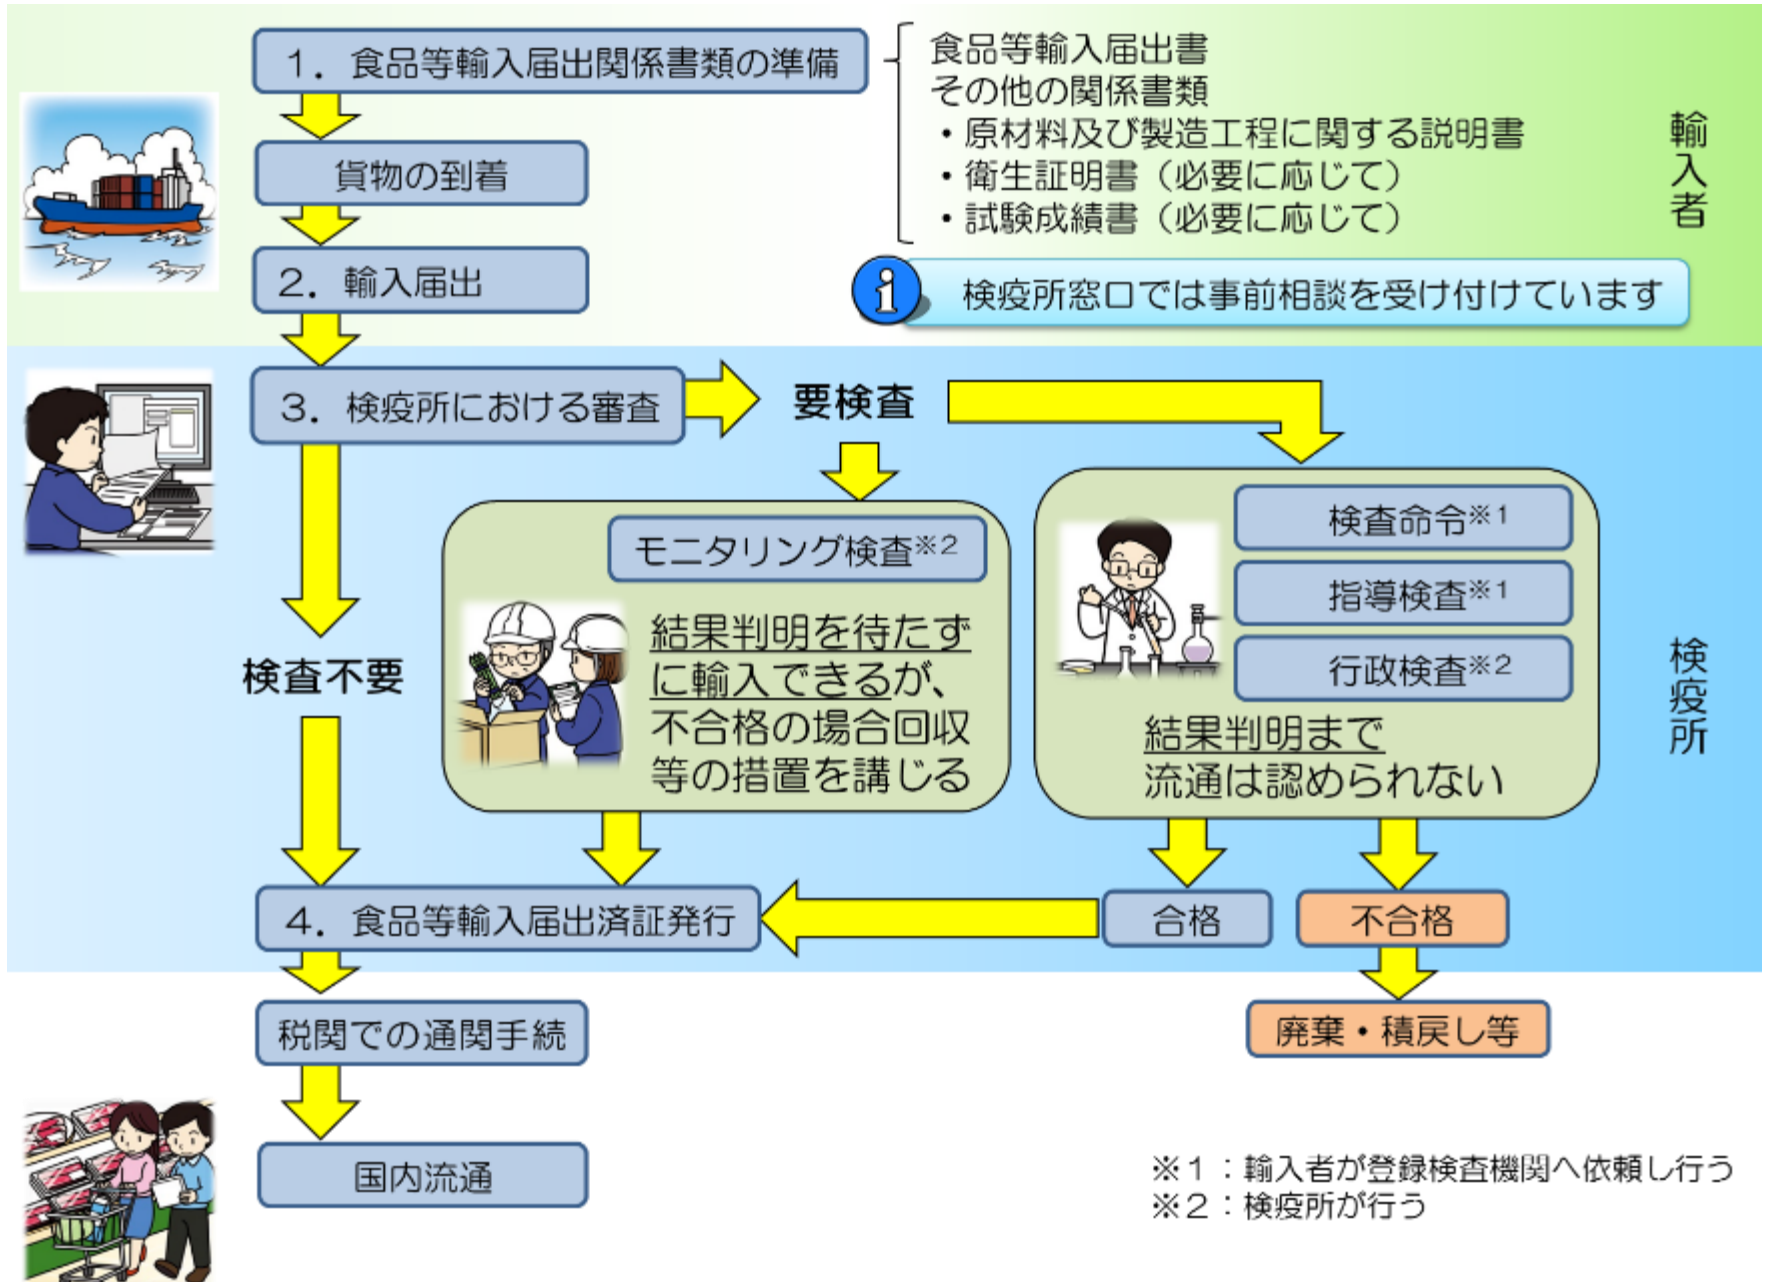 1．食品等輸入届出関係書類の準備
食品等輸入届出書
その他の関係書類
・原材料及び製造工程に関する説明書
・衛生証明書（必要に応じて）
・試験成績書（必要に応じて）
輸入者
貨物の到着
2．輸入届出
検疫所窓口では事前相談を受け付けています
3．検疫所における審査
要検査
検査不要
モニタリング検査※2
結果判明を待たず
に輸入できるが、
不合格の場合回収
等の措置を講じる
検査命令※1
指導検査※1
行政検査※2
結果判明まで
流通は認められない
検疫所
4．食品等輸入届出済証発行
合格
不合格
税関での通関手続
廃棄・積戻し等
国内流通
※1：輸入者が登録検査機関へ依頼し行う
※2：検疫所が行う